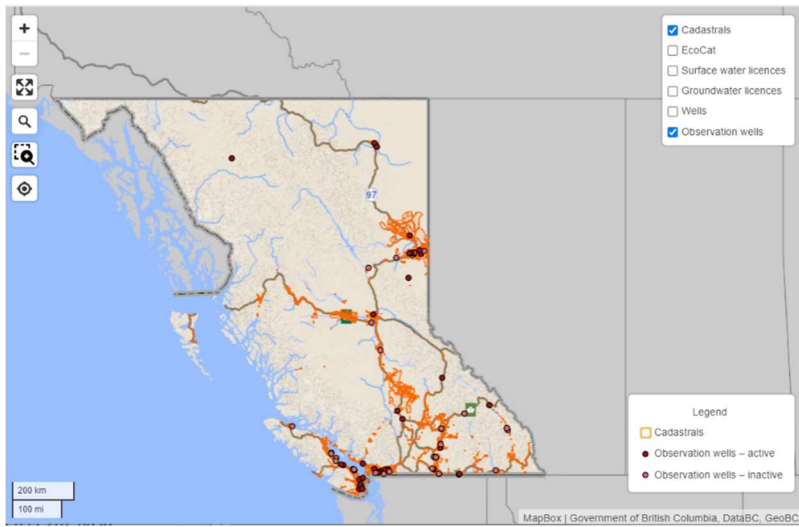 Cadastrals
EcoCat
Surface water licences
Groundwater licences
Wells
Observation wells
97
Legend
Cadastrals
Observation wells – active
Observation wells – inactive
200 km
100 mi
MapBox | Government of British Columbia, DataBC, GeoBC